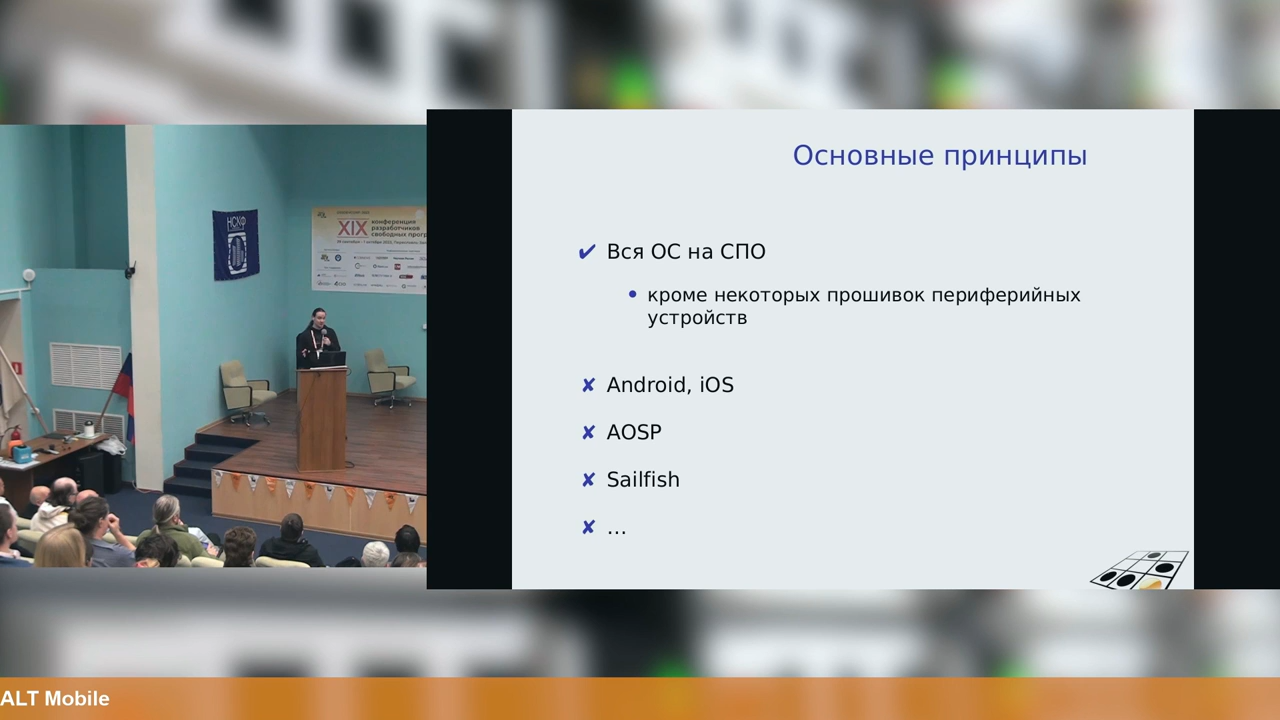 Основные принципы
✔ Вся ОС на СПО
• кроме некоторых прошивок периферийных
устройств
✘ Android, iOS
✘ AOSP
✘ Sailfish
✘ ...
НСКФ
XIX
конференция
разработчиков
свободных
ALT Mobile